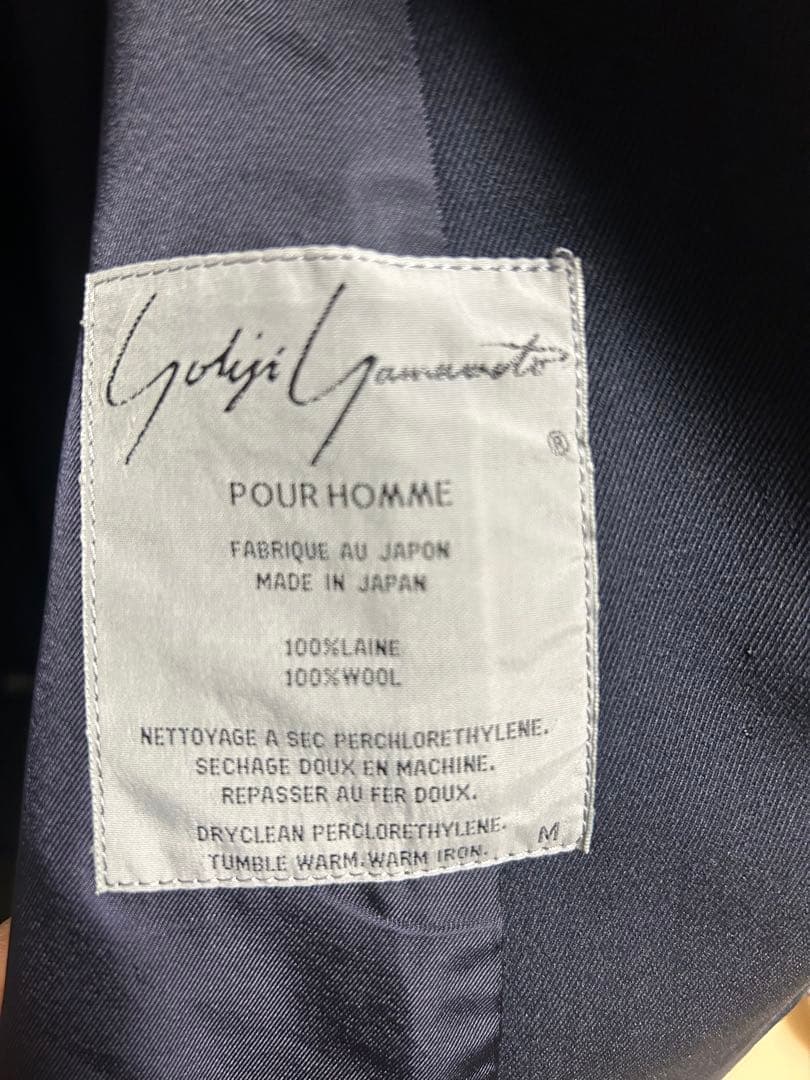 Yohji Yamamoto
®
POUR HOMME
FABRIQUE AU JAPON
MADE IN JAPAN
100%LAINE
100%WOOL
NETTOYAGE A SEC PERCHLORETHYLENE.
SECHAGE DOUX EN MACHINE.
REPASSER AU FER DOUX.
DRYCLEAN PERCLORETHYLENE.
TUMBLE WARM.WARM IRON.
M